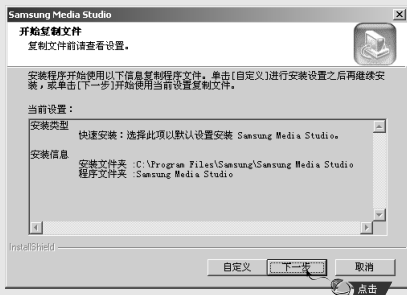 Samsung Media Studio
开始复制文件
复制文件前请查看设置。
安装程序开始使用以下信息复制程序文件。单击[自定义]进行安装设置之后再继续安
装，或单击[下一步]开始使用当前设置复制文件。
当前设置：
安装类型
快速安装：选择此项以默认设置安装 Samsung Media Studio。
安装信息
安装文件夹 :C:\Program Files\Samsung\Samsung Media Studio
程序文件夹 :Samsung Media Studio
InstallShield
自定义
下一步
取消
点击